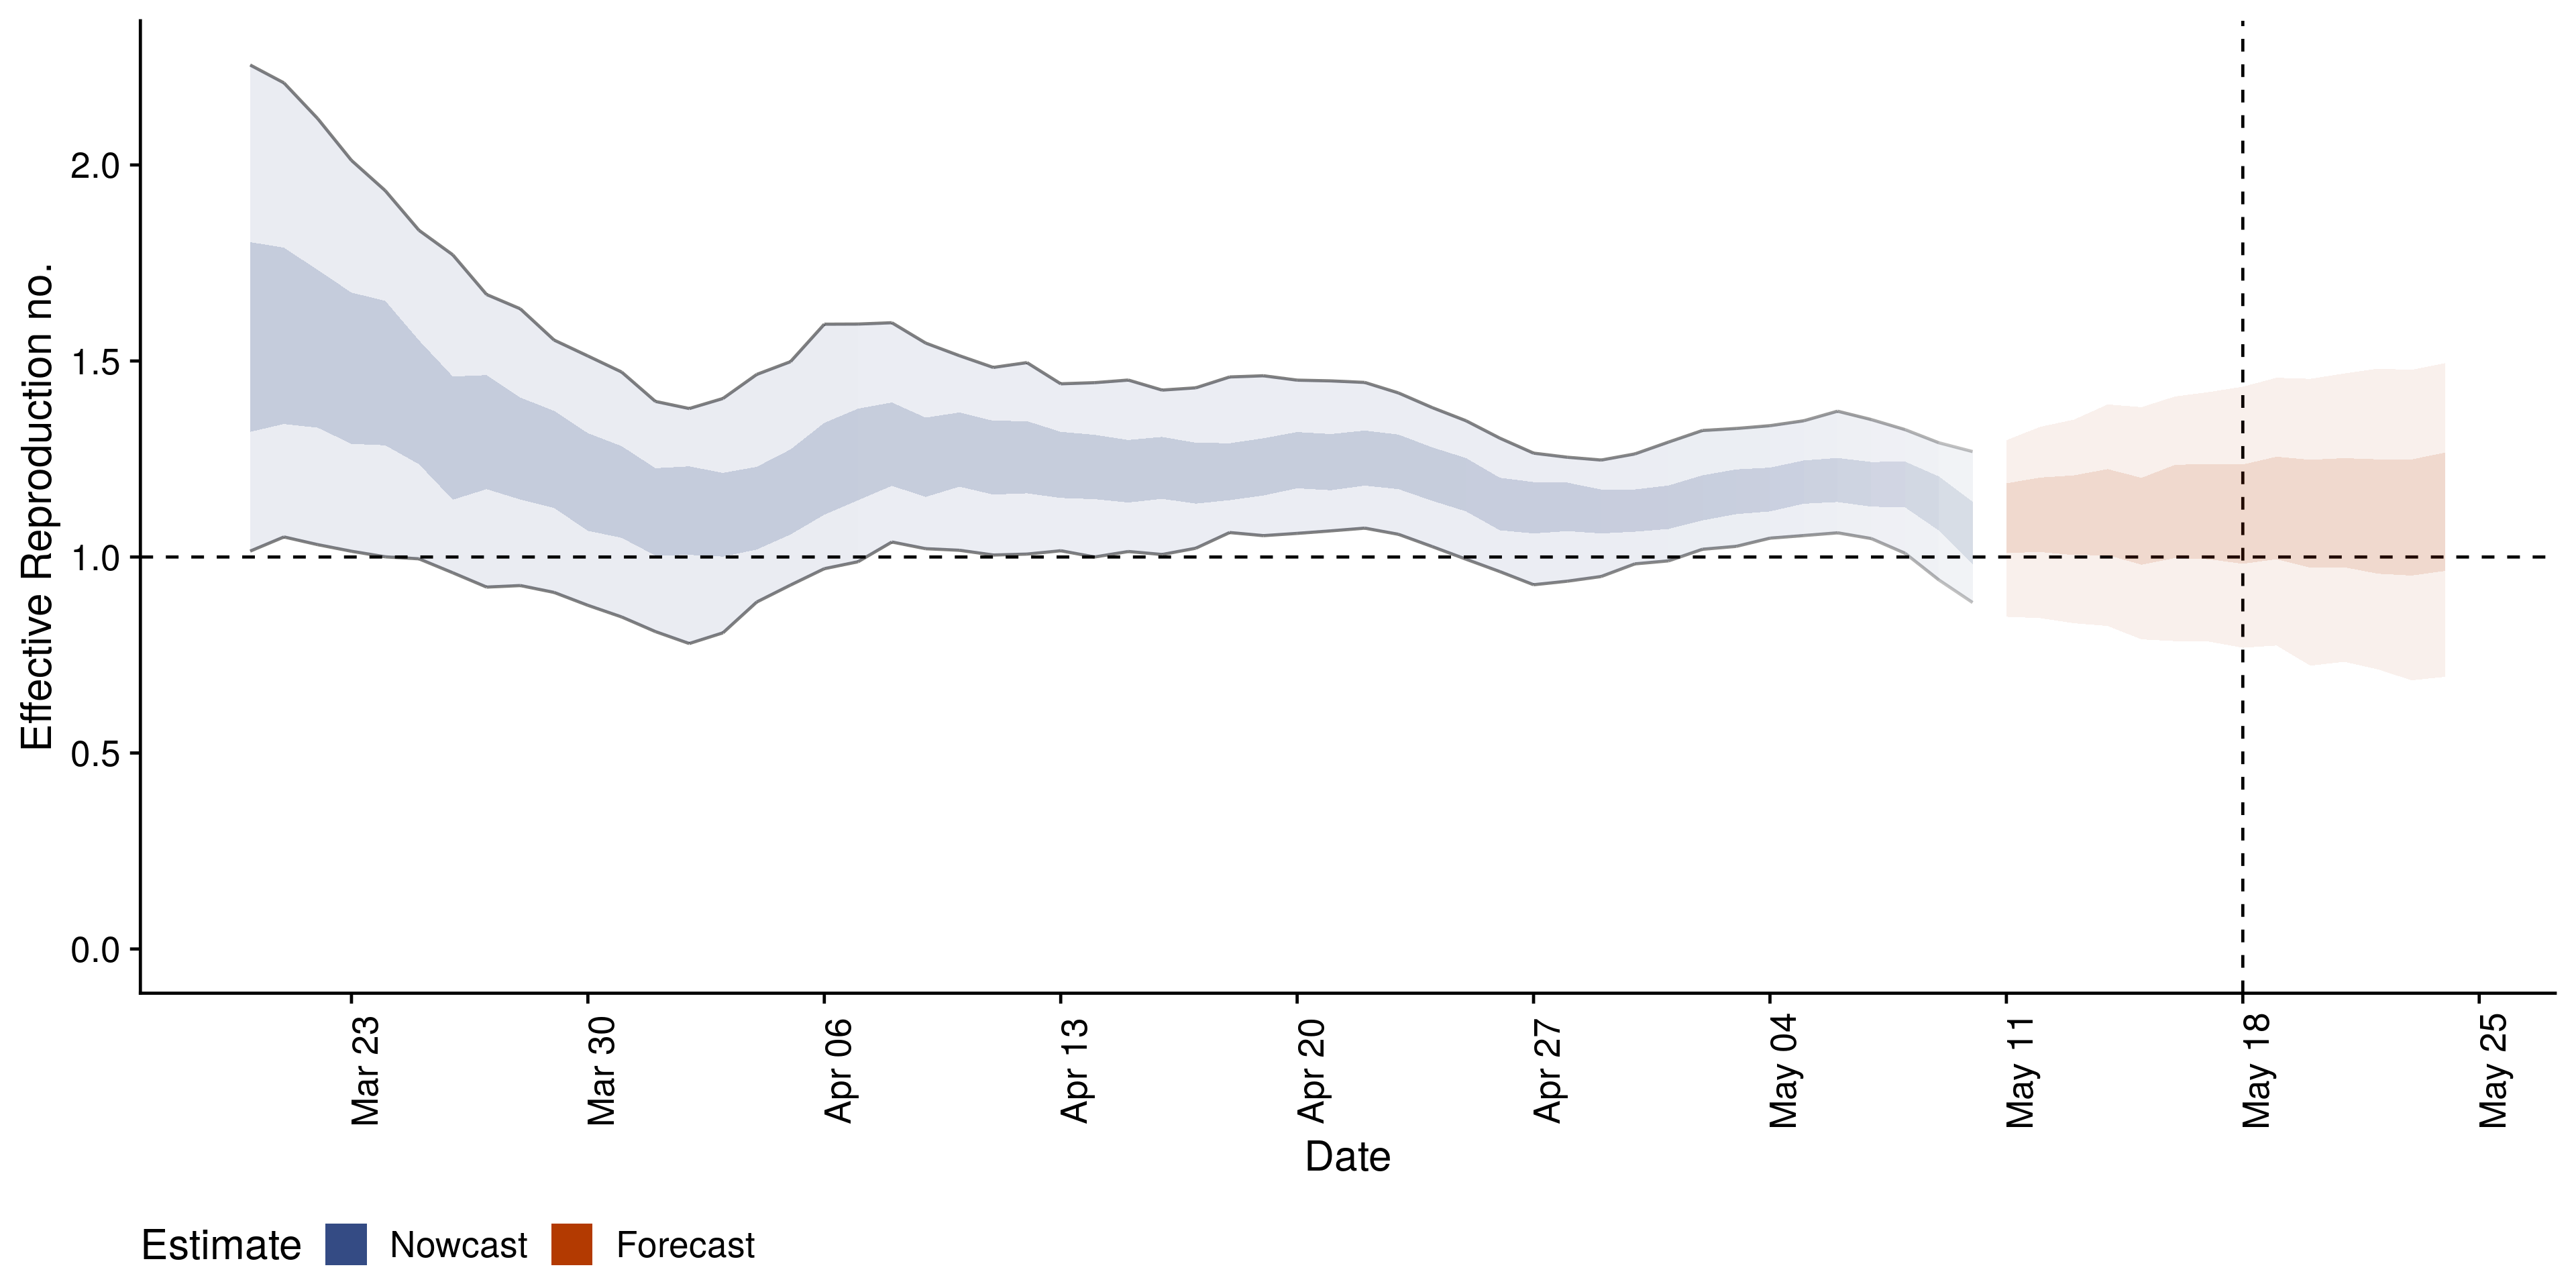 Effective Reproduction no.
2.0
1.5
1.0
0.5
0.0
Mar 23
Mar 30
Apr 06
Apr 13
Apr 20
Apr 27
May 04
May 11
May 18
May 25
Date
Estimate Nowcast Forecast